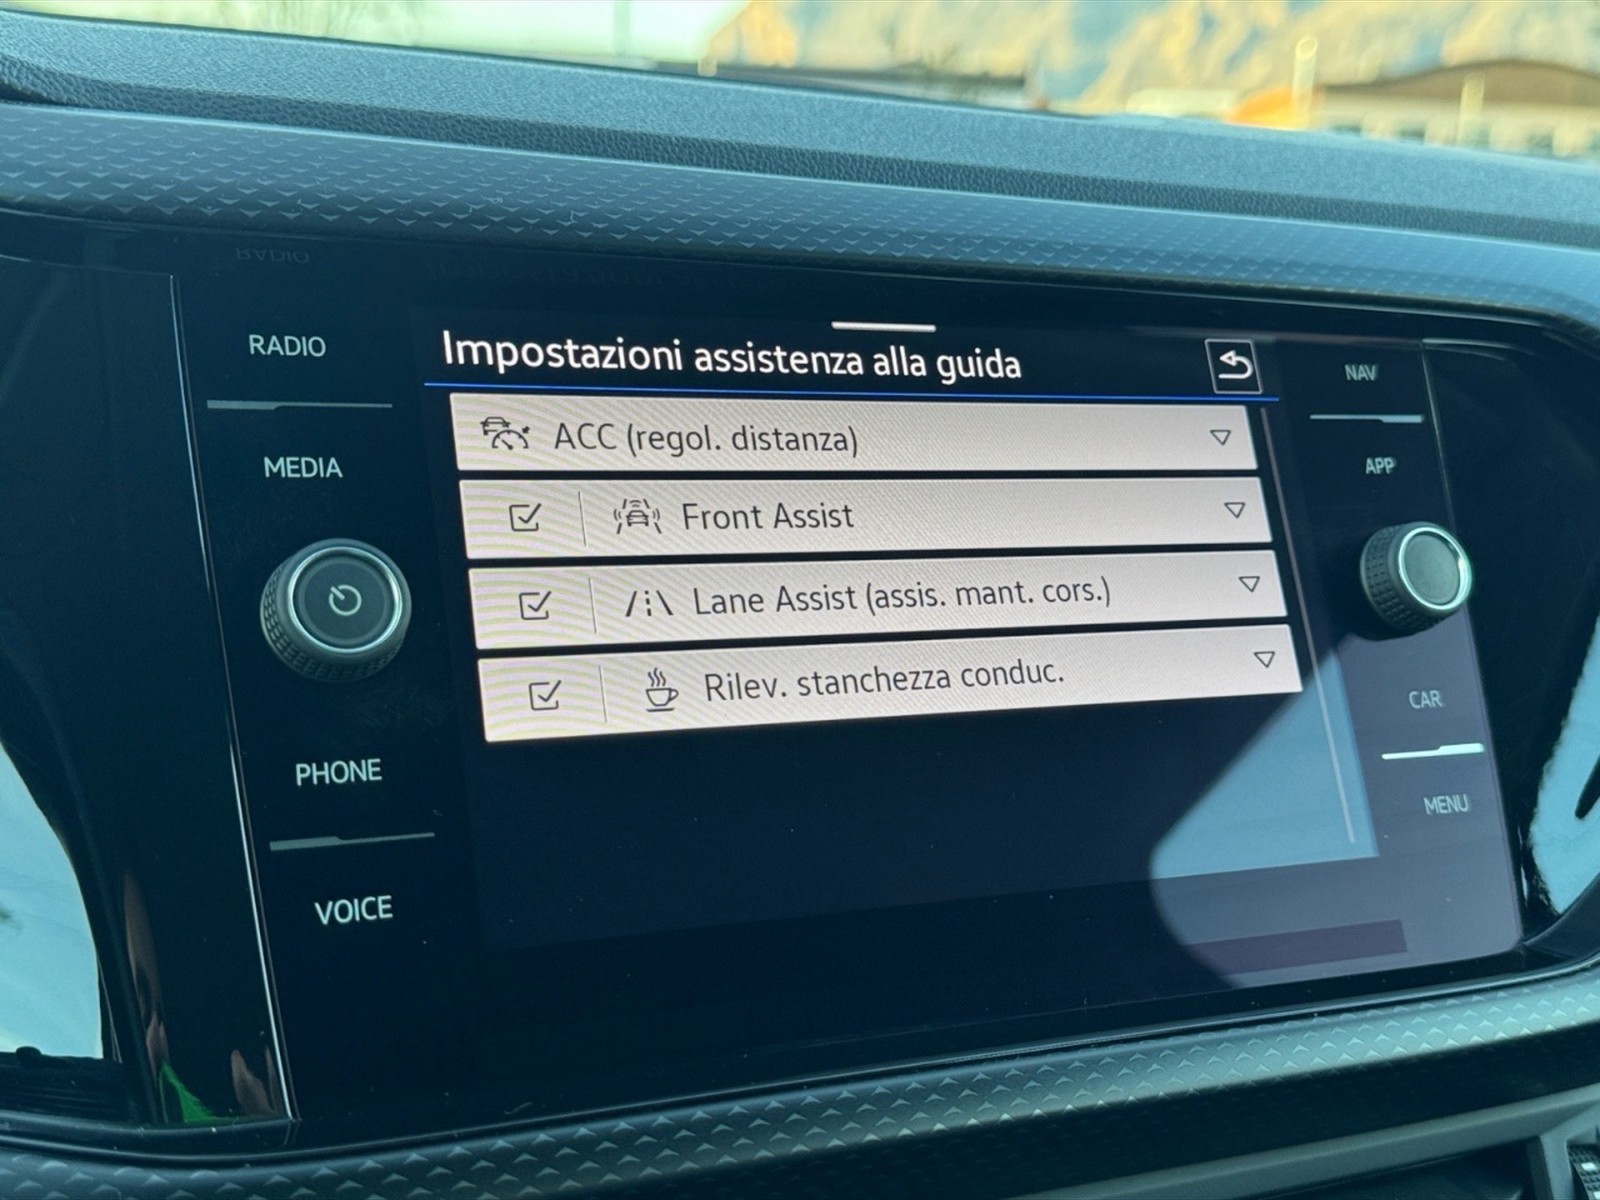 RADIO
MEDIA
PHONE
VOICE
Impostazioni assistenza alla guida
ACC (regol. distanza)
Front Assist
Lane Assist (assis. mant. cors.)
Rilev. stanchezza conduc.
NAV
APP
CAR
MENU